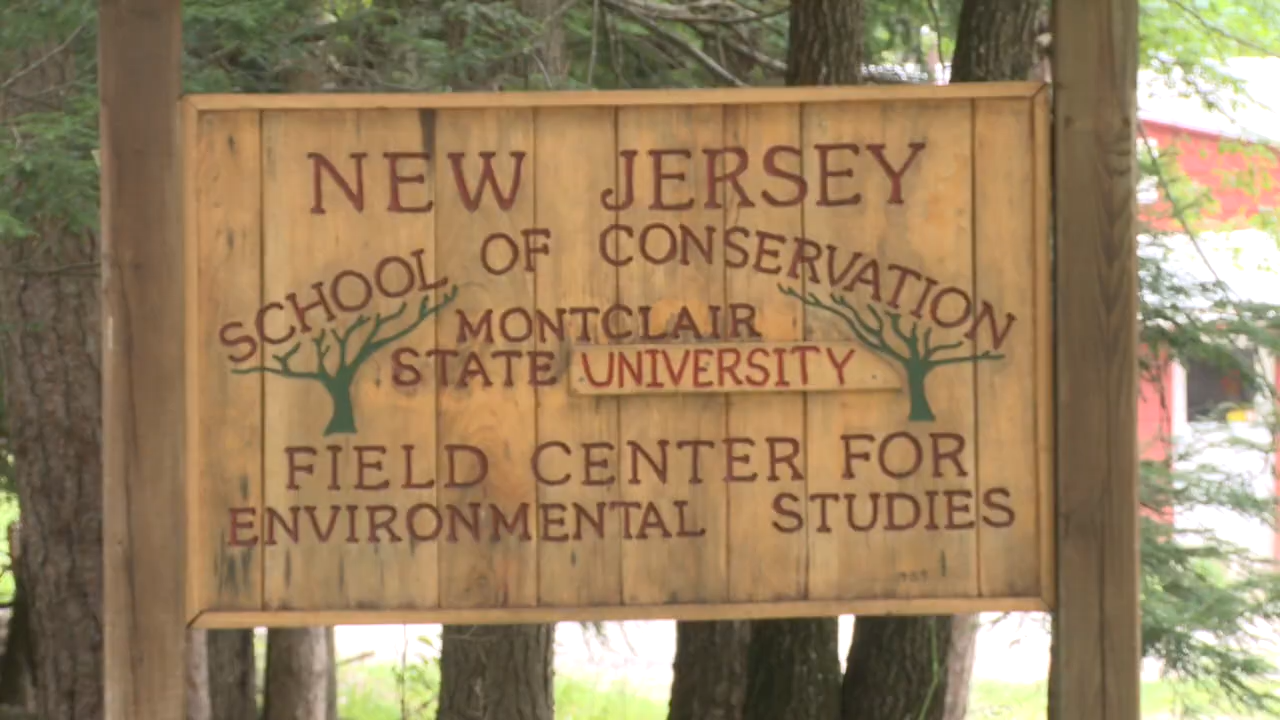 NEW JERSEY
SCHOOL OF CONSERVATION
MONTCLAIR
STATE UNIVERSITY
FIELD CENTER FOR
ENVIRONMENTAL STUDIES